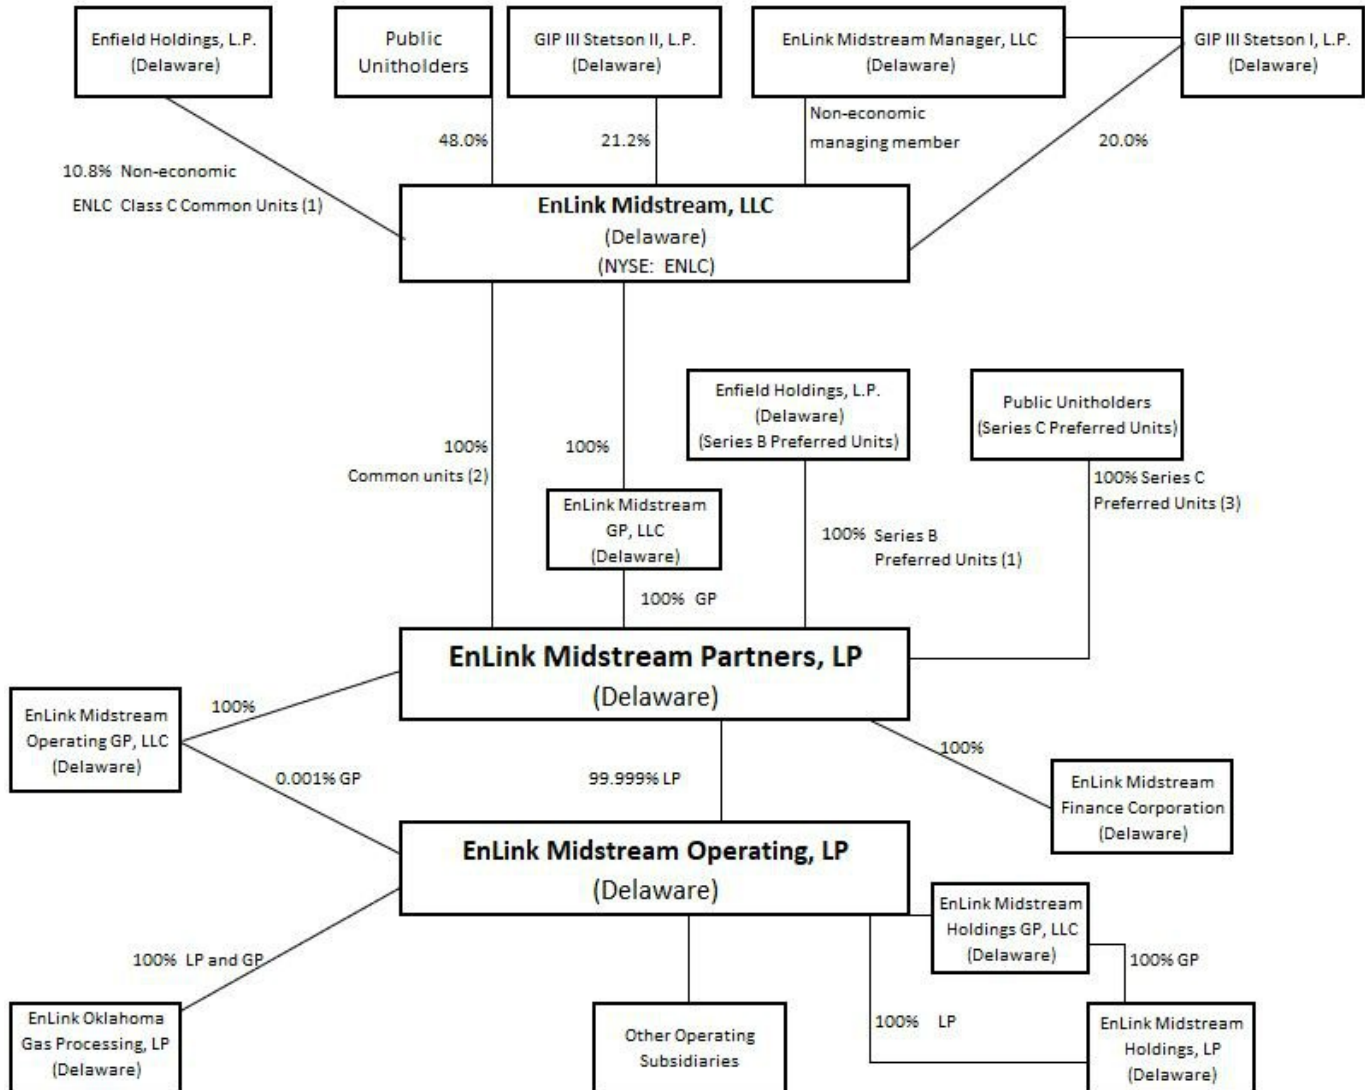 Enfield Holdings, L.P.
(Delaware)
Public
Unitholders
GIP III Stetson II, L.P.
(Delaware)
EnLink Midstream Manager, LLC
(Delaware)
GIP III Stetson I, L.P.
(Delaware)
10.8% Non-economic
ENLC Class C Common Units (1)
48.0%
21.2%
Non-economic
managing member
20.0%
EnLink Midstream, LLC
(Delaware)
(NYSE: ENLC)
100%
Common units (2)
100%
EnLink Midstream
GP, LLC
(Delaware)
100% GP
Enfield Holdings, L.P.
(Delaware)
(Series B Preferred Units)
100% Series B
Preferred Units (1)
Public Unitholders
(Series C Preferred Units)
100% Series C
Preferred Units (3)
EnLink Midstream Partners, LP
(Delaware)
EnLink Midstream
Operating GP, LLC
(Delaware)
100%
0.001% GP
99.999% LP
100%
EnLink Midstream
Finance Corporation
(Delaware)
EnLink Midstream Operating, LP
(Delaware)
100% LP and GP
EnLink Oklahoma
Gas Processing, LP
(Delaware)
Other Operating
Subsidiaries
EnLink Midstream
Holdings GP, LLC
(Delaware)
100% GP
100% LP
EnLink Midstream
Holdings, LP
(Delaware)